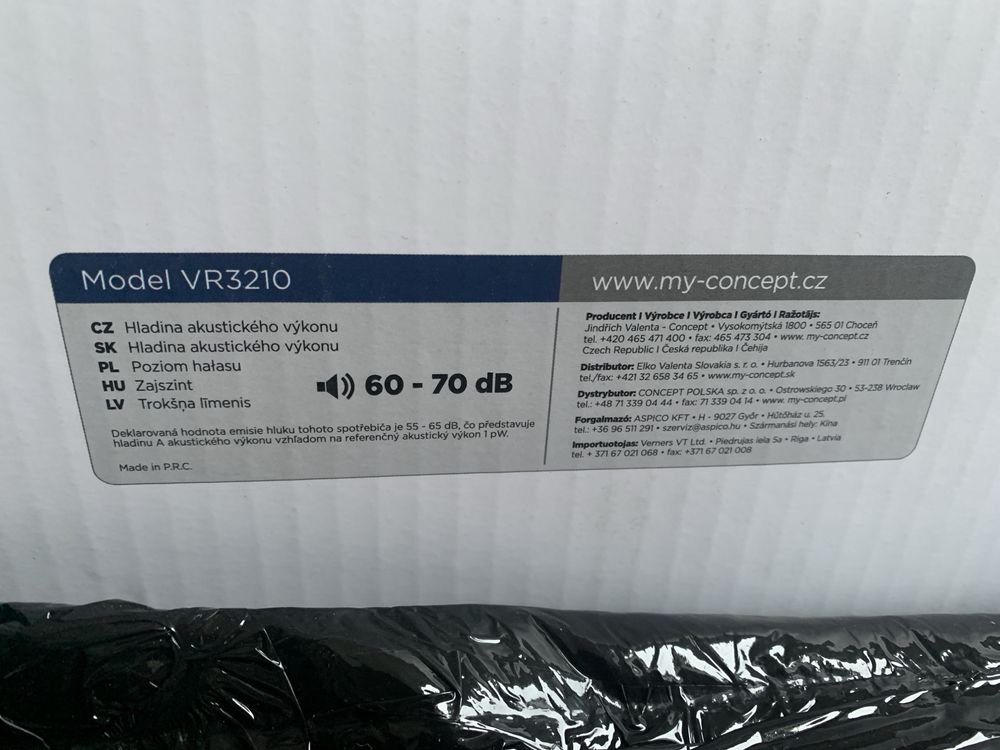 Model VR3210
www.my-concept.cz
CZ Hladina akustického výkonu
SK Hladina akustického výkonu
PL Poziom hałasu
HU Zajszint
LV Trokšņa līmenis
60 - 70 dB
Deklarovaná hodnota emisie hluku tohoto spotřebiča je 55 - 65 dB, čo představuje
hladinu A akustického výkonu vzhľadom na referenčný akustický výkon 1 pW.
Made in P.R.C.
Producent I Výrobce I Výrobca I Gyártó I Ražotājs:
Jindřich Valenta - Concept • Vysokomýtská 1800 • 565 01 Choceň
tel. +420 465 471 400 • fax: 465 473 304 • www. my-concept.cz
Czech Republic I Česká republika I Čehija
Distributor: Elko Valenta Slovakia s. r. o. • Hurbanova 1563/23 • 911 01 Trenčín
tel./fax: +421 32 658 34 65 • www.my-concept.sk
Dystrybutor: CONCEPT POLSKA sp. z o. o. • Ostrowskiego 30 • 53-238 Wrocław
tel.: +48 71 339 04 44 • fax: 71 339 04 14 • www. my-concept.pl
Forgalmazó: ASPICO KFT • H - 9027 Győr • Hűtőház u. 25.
tel.: +36 96 511 291 • szerviz@aspico.hu • Származási hely: Kína
Importuotojas: Verners VT Ltd. • Piedrujas iela 5a • Riga • Latvia
tel. + 371 67 021 068 • fax: +371 67 021 008